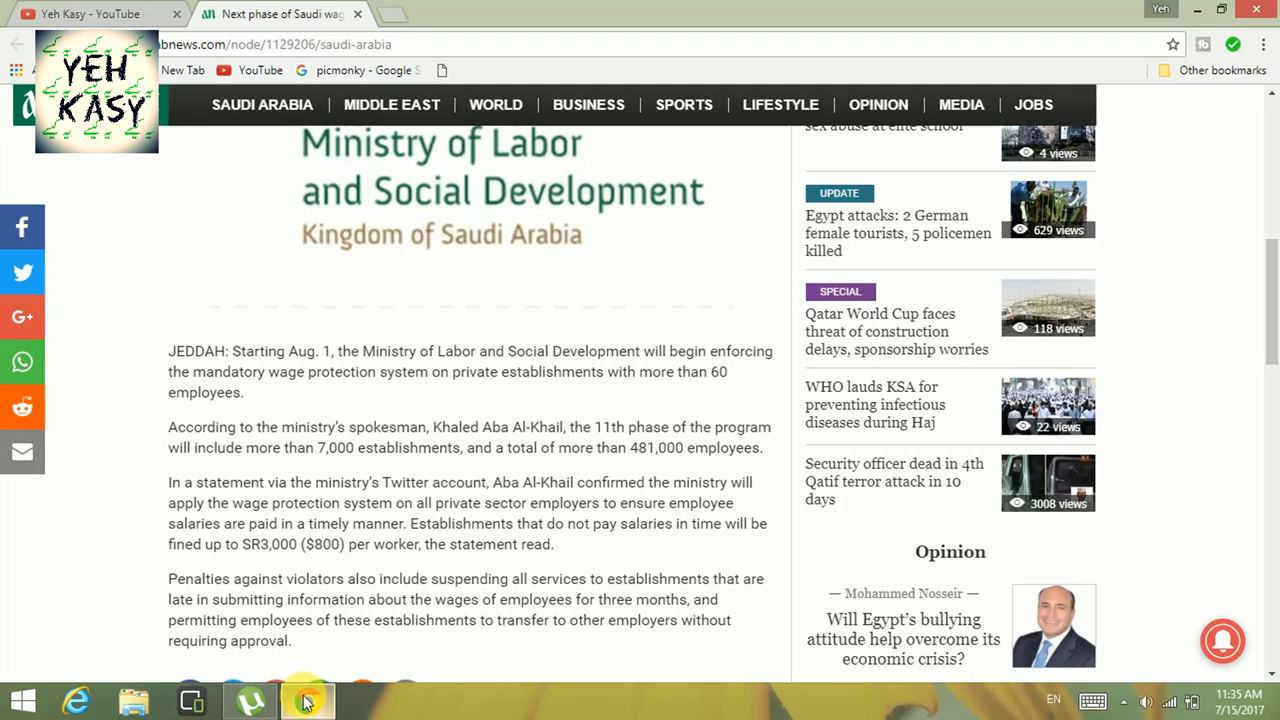 Yeh Kasy - YouTube
Next phase of Saudi wag
Yeh
bnews.com/node/1129206/saudi-arabia
New Tab
YouTube
picmonky - Google S
Other bookmarks
YEH
KASY
SAUDI ARABIA
MIDDLE EAST
WORLD
BUSINESS
SPORTS
LIFESTYLE
OPINION
MEDIA
JOBS
Ministry of Labor
and Social Development
Kingdom of Saudi Arabia
JEDDAH: Starting Aug. 1, the Ministry of Labor and Social Development will begin enforcing
the mandatory wage protection system on private establishments with more than 60
employees.
According to the ministry's spokesman, Khaled Aba Al-Khail, the 11th phase of the program
will include more than 7,000 establishments, and a total of more than 481,000 employees.
In a statement via the ministry's Twitter account, Aba Al-Khail confirmed the ministry will
apply the wage protection system on all private sector employers to ensure employee
salaries are paid in a timely manner. Establishments that do not pay salaries in time will be
fined up to SR3,000 ($800) per worker, the statement read.
Penalties against violators also include suspending all services to establishments that are
late in submitting information about the wages of employees for three months, and
permitting employees of these establishments to transfer to other employers without
requiring approval.
sex abuse at elite school
4 views
UPDATE
Egypt attacks: 2 German
female tourists, 5 policemen
killed
629 views
SPECIAL
Qatar World Cup faces
threat of construction
delays, sponsorship worries
118 views
WHO lauds KSA for
preventing infectious
diseases during Haj
22 views
Security officer dead in 4th
Qatif terror attack in 10
days
3008 views
Opinion
— Mohammed Nosseir —
Will Egypt's bullying
attitude help overcome its
economic crisis?
EN
11:35 AM
7/15/2017